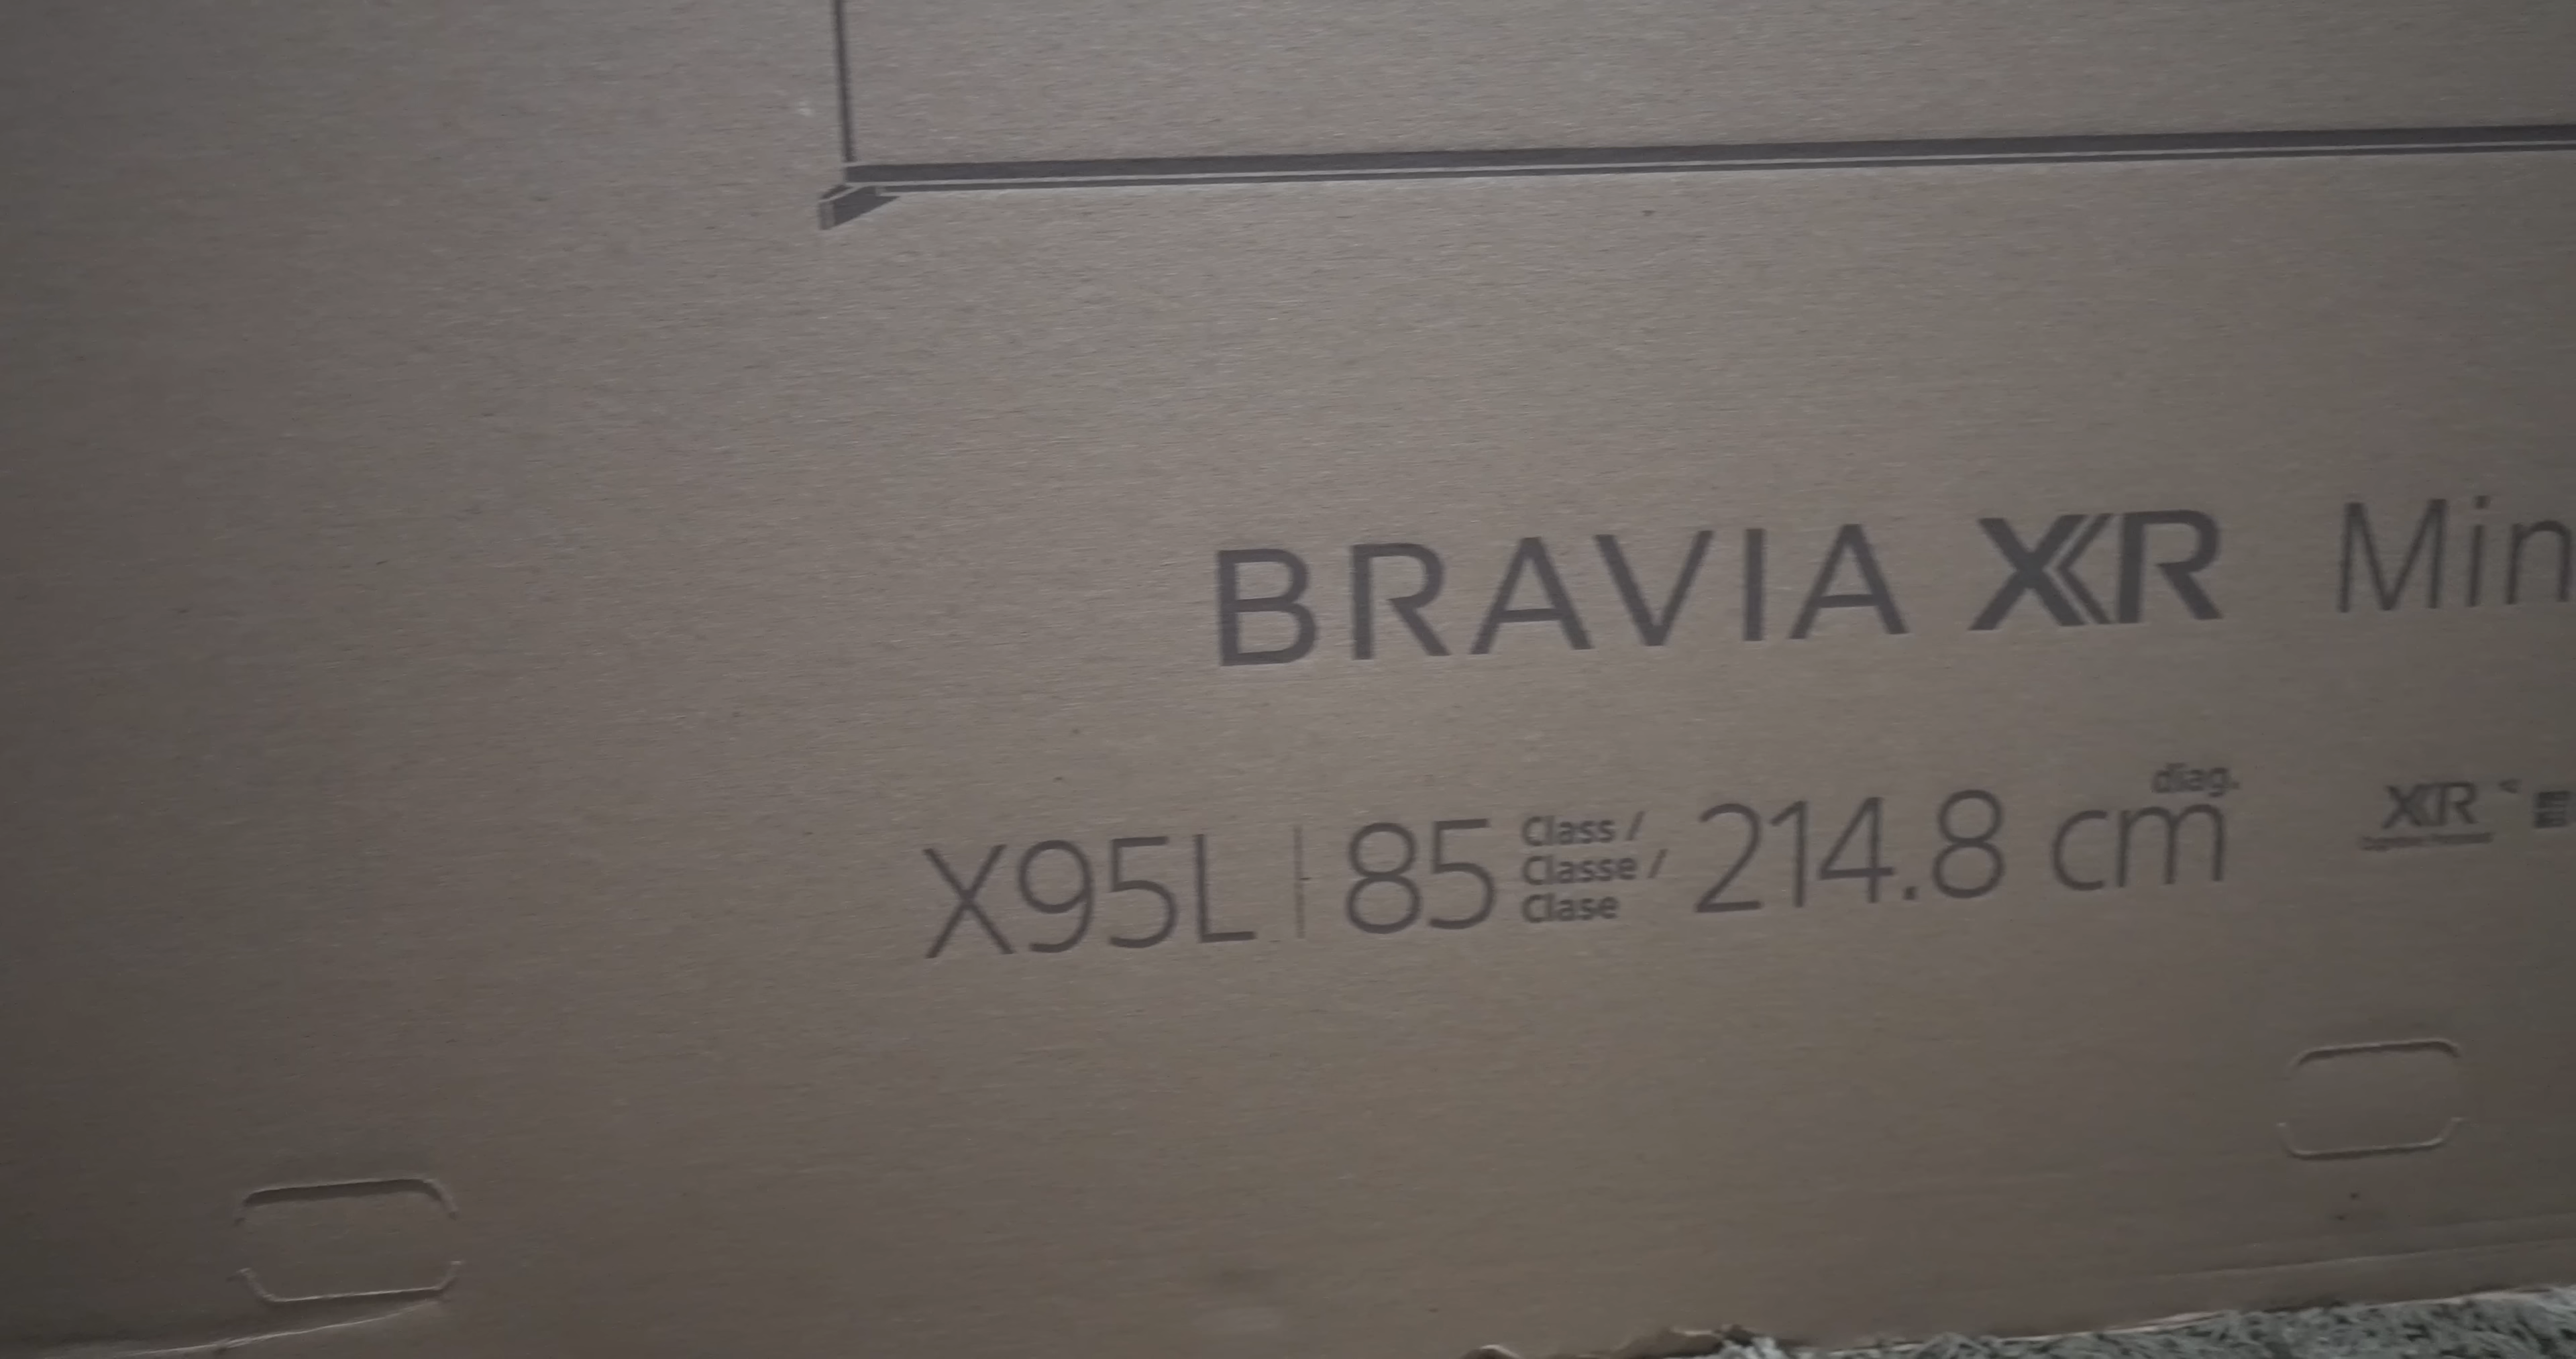 BRAVIA XR Min
X95L | 85 Class / Classe / Clase 214.8 cm diag.
XR